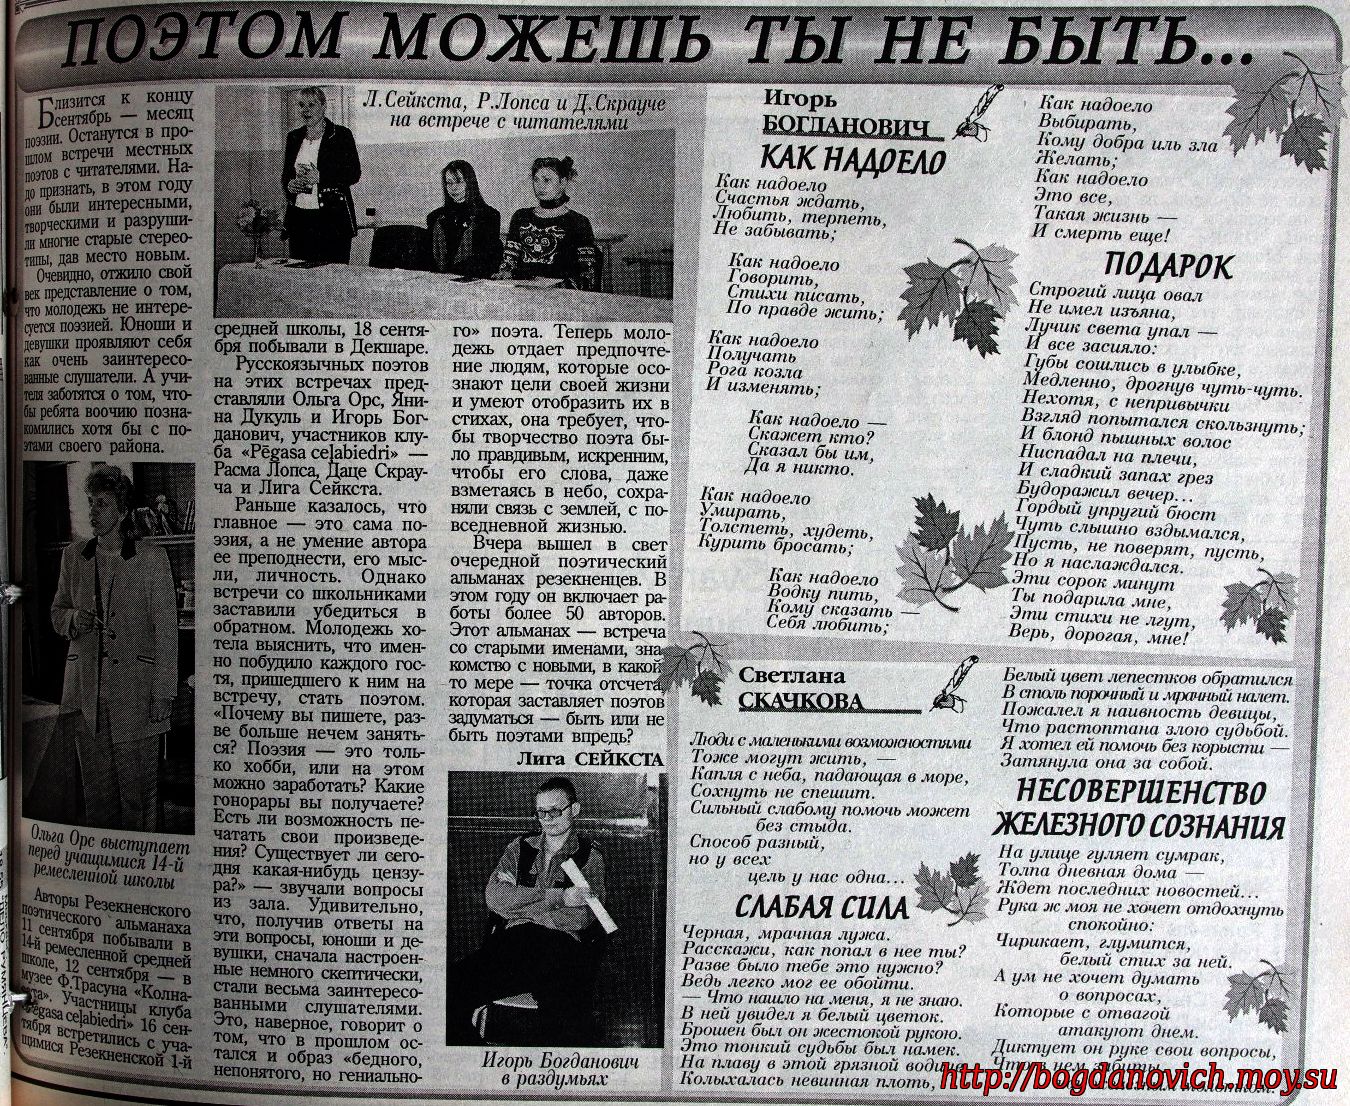 ПОЭТОМ МОЖЕШЬ ТЫ НЕ БЫТЬ...
Близится к концу
сентябрь — месяц
поэзии. Останутся в про-
шлом встречи местных
поэтов с читателями. На-
до признать, в этом году
они были интересными,
творческими и разруши-
ли многие старые стерео-
типы, дав место новым.
Очевидно, отжило свой
век представление о том,
что молодежь не интере-
суется поэзией. Юноши и
девушки проявляют себя
как очень заинтересо-
ванные слушатели. А учи-
теля заботятся о том, что-
бы ребята воочию позна-
комились хотя бы с по-
этами своего района.
Ольга Орс выступает
перед учащимися 14-й
ремесленной школы
Авторы Резекненского
поэтического альманаха
11 сентября побывали в
14-й ремесленной средней
школе, 12 сентября — в
музее Ф.Трасуна «Колна-
сата». Участницы клуба
«Pēgasa ceļabiedri» 16 сен-
тября встретились с уча-
щимися Резекненской 1-й
Л.Сейкста, Р.Лопса и Д.Скрауче
на встрече с читателями
средней школы, 18 сентя-
бря побывали в Декшаре.
Русскоязычных поэтов
на этих встречах пред-
ставляли Ольга Орс, Яни-
на Дукуль и Игорь Бог-
данович, участников клу-
ба «Pēgasa ceļabiedri» —
Расма Лопса, Даце Скрау-
ча и Лига Сейкста.
Раньше казалось, что
главное — это сама по-
эзия, а не умение автора
ее преподнести, его мыс-
ли, личность. Однако
встречи со школьниками
заставили убедиться в
обратном. Молодежь хо-
тела выяснить, что имен-
но побудило каждого гос-
тя, пришедшего к ним на
встречу, стать поэтом.
«Почему вы пишете, раз-
ве больше нечем занять-
ся? Поэзия — это толь-
ко хобби, или на этом
можно заработать? Какие
гонорары вы получаете?
Есть ли возможность пе-
чатать свои произведе-
ния? Существует ли сего-
дня какая-нибудь цензу-
ра?» — звучали вопросы
из зала. Удивительно,
что, получив ответы на
эти вопросы, юноши и де-
вушки, сначала настроен-
ные немного скептически,
стали весьма заинтересо-
ванными слушателями.
Это, наверное, говорит о
том, что в прошлом ос-
тался и образ «бедного,
непонятого, но гениально-
го» поэта. Теперь моло-
дежь отдает предпочте-
ние людям, которые осо-
знают цели своей жизни
и умеют отобразить их в
стихах, она требует, что-
бы творчество поэта бы-
ло правдивым, искренним,
чтобы его слова, даже
взметаясь в небо, сохра-
няли связь с землей, с по-
вседневной жизнью.
Вчера вышел в свет
очередной поэтический
альманах резекненцев. В
этом году он включает ра-
боты более 50 авторов.
Этот альманах — встреча
со старыми именами, зна-
комство с новыми, в какой-
то мере — точка отсчета,
которая заставляет поэтов
задуматься — быть или не
быть поэтами впредь?
Лига СЕЙКСТА
Игорь Богданович
в раздумьях
Игорь
БОГДАНОВИЧ
КАК НАДОЕЛО
Как надоело
Счастья ждать,
Любить, терпеть,
Не забывать;
Как надоело
Говорить,
Стихи писать,
По правде жить;
Как надоело
Получать
Рога козла
И изменять;
Как надоело —
Скажет кто?
Сказал бы им,
Да я никто.
Как надоело
Умирать,
Толстеть, худеть,
Курить бросать;
Как надоело
Водку пить,
Кому сказать —
Себя любить;
Как надоело
Выбирать,
Кому добра иль зла
Желать;
Как надоело
Это все,
Такая жизнь —
И смерть еще!
ПОДАРОК
Строгий лица овал
Не имел изъяна,
Лучик света упал —
И все засияло:
Губы сошлись в улыбке,
Медленно, дрогнув чуть-чуть.
Нехотя, с непривычки
Взгляд попытался скользнуть;
И блонд пышных волос
Ниспадал на плечи,
И сладкий запах грез
Будоражил вечер...
Гордый упругий бюст
Чуть слышно вздымался,
Пусть, не поверят, пусть,
Но я наслаждался.
Эти сорок минут
Ты подарила мне,
Эти стихи не лгут,
Верь, дорогая, мне!
Светлана
СКАЧКОВА
Люди с маленькими возможностями
Тоже могут жить, —
Капля с неба, падающая в море,
Сохнуть не спешит.
Сильный слабому помочь может
без стыда.
Способ разный,
но у всех
цель у нас одна...
СЛАБАЯ СИЛА
Черная, мрачная лужа.
Расскажи, как попал в нее ты?
Разве было тебе это нужно?
Ведь легко мог ее обойти.
— Что нашло на меня, я не знаю.
В ней увидел я белый цветок.
Брошен был он жестокой рукою.
Это тонкий судьбы был намек.
На плаву в этой грязной водице
Колыхалась невинная плоть,
Белый цвет лепестков обратился
В столь порочный и мрачный налет.
Пожалел я наивность девицы,
Что растоптана злою судьбой.
Я хотел ей помочь без корысти —
Затянула она за собой.
НЕСОВЕРШЕНСТВО
ЖЕЛЕЗНОГО СОЗНАНИЯ
На улице гуляет сумрак,
Толпа дневная дома —
Ждет последних новостей...
Рука ж моя не хочет отдохнуть
спокойно:
Чирикает, глумится,
белый стих за ней.
А ум не хочет думать
о вопросах,
Которые с отвагой
атакуют днем.
Диктует он руке свои вопросы,
молотком.
http://bogdanovich.moy.su